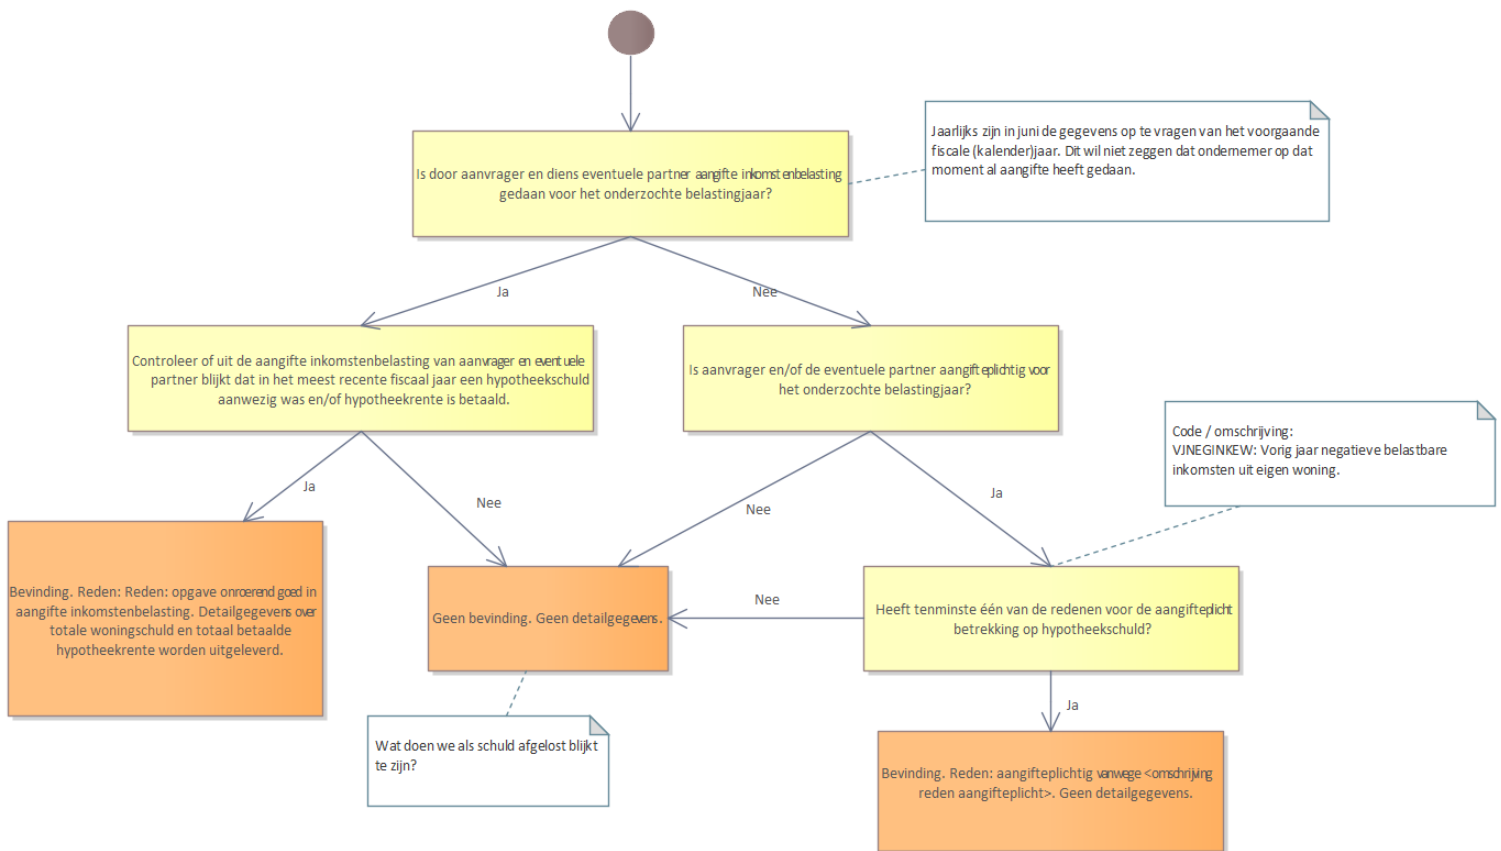 Jaarlijks zijn in juni de gegevens op te vragen van het voorgaande
fiscale (kalender)jaar. Dit wil niet zeggen dat ondernemer op dat
moment al aangifte heeft gedaan.
Is door aanvrager en diens eventuele partner aangifte inkomstenbelasting
gedaan voor het onderzochte belastingjaar?
Ja
Nee
Controleer of uit de aangifte inkomstenbelasting van aanvrager en eventuele
partner blijkt dat in het meest recente fiscaal jaar een hypotheekschuld
aanwezig was en/of hypotheekrente is betaald.
Is aanvrager en/of de eventuele partner aangifteplichtig voor
het onderzochte belastingjaar?
Code / omschrijving:
VJNEGINKEW: Vorig jaar negatieve belastbare
inkomsten uit eigen woning.
Ja
Nee
Nee
Ja
Bevinding. Reden: Reden: opgave onroerend goed in
aangifte inkomstenbelasting. Detailgegevens over
totale woningschuld en totaal betaalde
hypotheekrente worden uitgeleverd.
Geen bevinding. Geen detailgegevens.
Nee
Heeft tenminste één van de redenen voor de aangifteplicht
betrekking op hypotheekschuld?
Ja
Wat doen we als schuld afgelost blijkt
te zijn?
Bevinding. Reden: aangifteplichtig vanwege <omschrijving
reden aangifteplicht>. Geen detailgegevens.